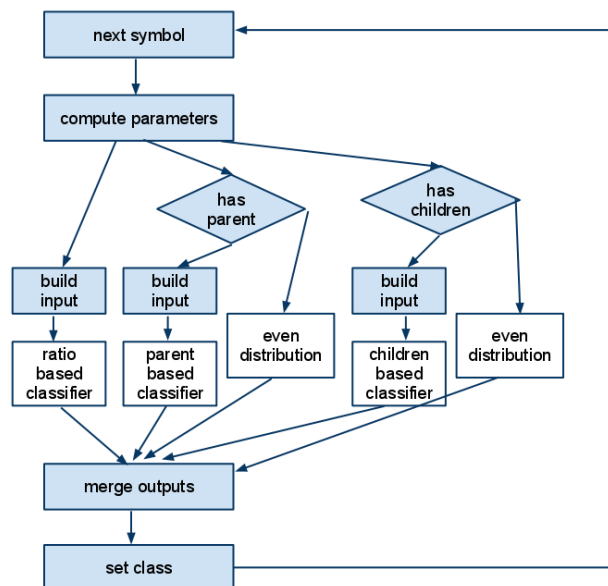 next symbol
compute parameters
has
parent
has
children
build
input
build
input
build
input
even
distribution
even
distribution
ratio
based
classifier
parent
based
classifier
children
based
classifier
merge outputs
set class